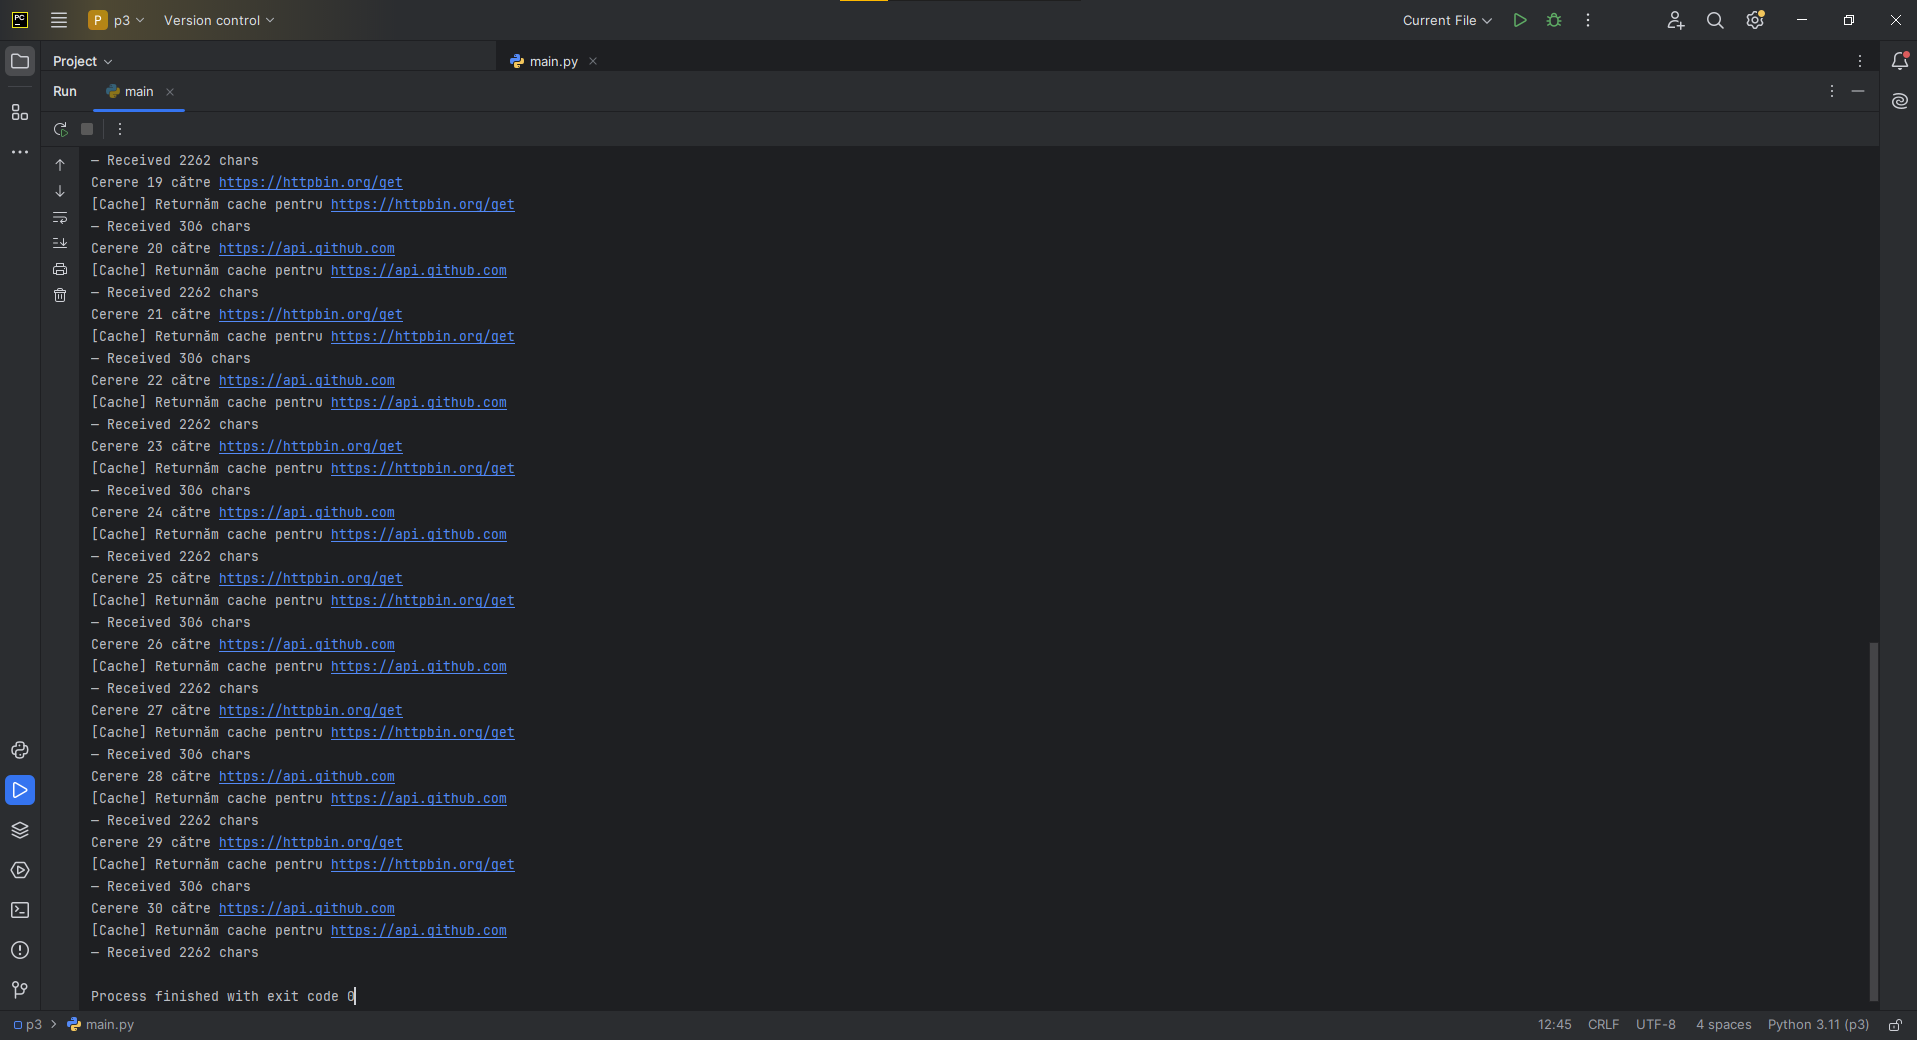 PC
P p3 Version control
Current File
Project
main.py
Run main
— Received 2262 chars
Cerere 19 către https://httpbin.org/get
[Cache] Returnăm cache pentru https://httpbin.org/get
— Received 306 chars
Cerere 20 către https://api.github.com
[Cache] Returnăm cache pentru https://api.github.com
— Received 2262 chars
Cerere 21 către https://httpbin.org/get
[Cache] Returnăm cache pentru https://httpbin.org/get
— Received 306 chars
Cerere 22 către https://api.github.com
[Cache] Returnăm cache pentru https://api.github.com
— Received 2262 chars
Cerere 23 către https://httpbin.org/get
[Cache] Returnăm cache pentru https://httpbin.org/get
— Received 306 chars
Cerere 24 către https://api.github.com
[Cache] Returnăm cache pentru https://api.github.com
— Received 2262 chars
Cerere 25 către https://httpbin.org/get
[Cache] Returnăm cache pentru https://httpbin.org/get
— Received 306 chars
Cerere 26 către https://api.github.com
[Cache] Returnăm cache pentru https://api.github.com
— Received 2262 chars
Cerere 27 către https://httpbin.org/get
[Cache] Returnăm cache pentru https://httpbin.org/get
— Received 306 chars
Cerere 28 către https://api.github.com
[Cache] Returnăm cache pentru https://api.github.com
— Received 2262 chars
Cerere 29 către https://httpbin.org/get
[Cache] Returnăm cache pentru https://httpbin.org/get
— Received 306 chars
Cerere 30 către https://api.github.com
[Cache] Returnăm cache pentru https://api.github.com
— Received 2262 chars
Process finished with exit code 0
p3 > main.py
12:45 CRLF UTF-8 4 spaces Python 3.11 (p3)